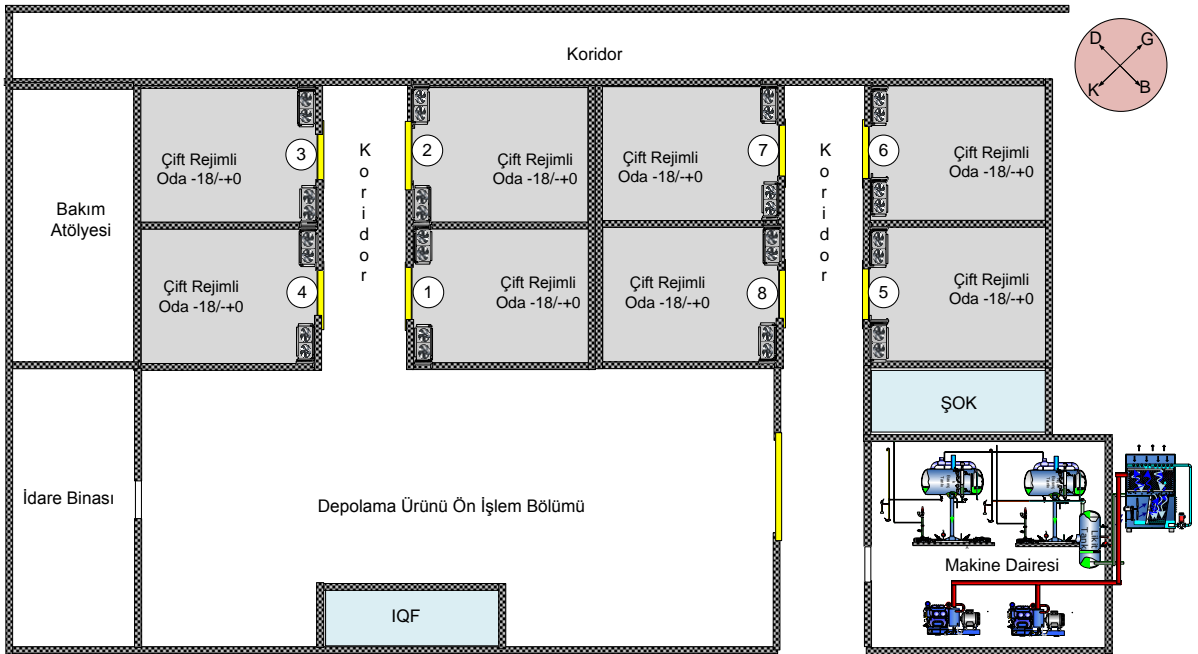 Koridor
D
G
K
B
Çift Rejimli
Oda -18/-+0
3
K
o
r
i
d
o
r
2
Çift Rejimli
Oda -18/-+0
Çift Rejimli
Oda -18/-+0
7
K
o
r
i
d
o
r
6
Çift Rejimli
Oda -18/-+0
Bakım
Atölyesi
Çift Rejimli
Oda -18/-+0
4
1
Çift Rejimli
Oda -18/-+0
Çift Rejimli
Oda -18/-+0
8
5
Çift Rejimli
Oda -18/-+0
ŞOK
İdare Binası
Depolama Ürünü Ön İşlem Bölümü
Likit
Tank
Makine Dairesi
IQF